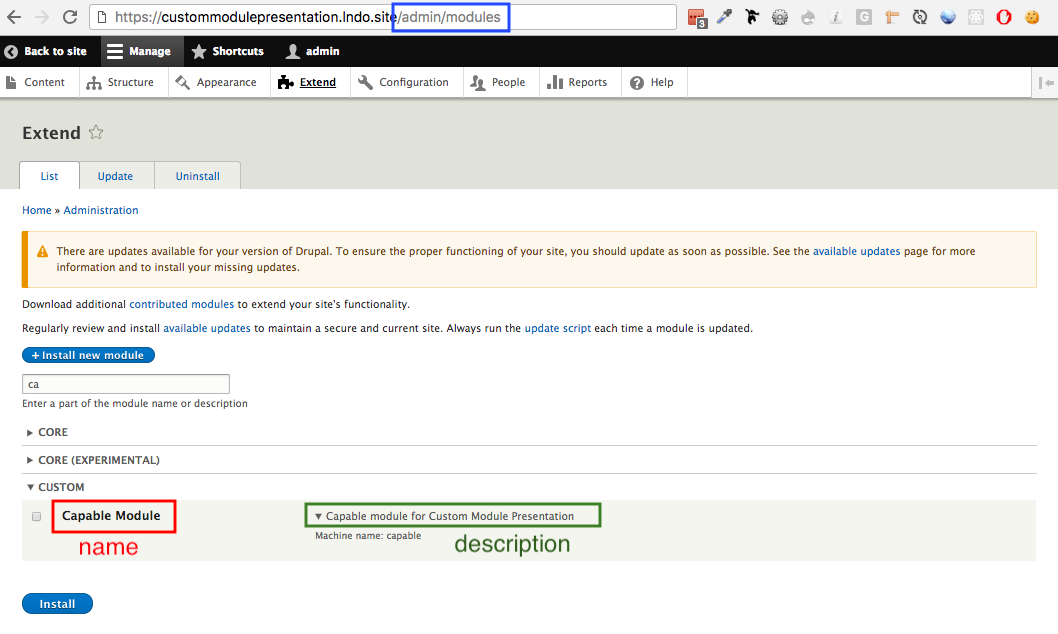 https://custommodulepresentation.lndo.site/admin/modules
3
Back to site Manage Shortcuts admin
Content Structure Appearance Extend Configuration People Reports Help
Extend
List Update Uninstall
Home » Administration
There are updates available for your version of Drupal. To ensure the proper functioning of your site, you should update as soon as possible. See the available updates page for more
information and to install your missing updates.
Download additional contributed modules to extend your site's functionality.
Regularly review and install available updates to maintain a secure and current site. Always run the update script each time a module is updated.
+ Install new module
ca
Enter a part of the module name or description
CORE
CORE (EXPERIMENTAL)
CUSTOM
Capable Module Capable module for Custom Module Presentation
Machine name: capable
name description
Install